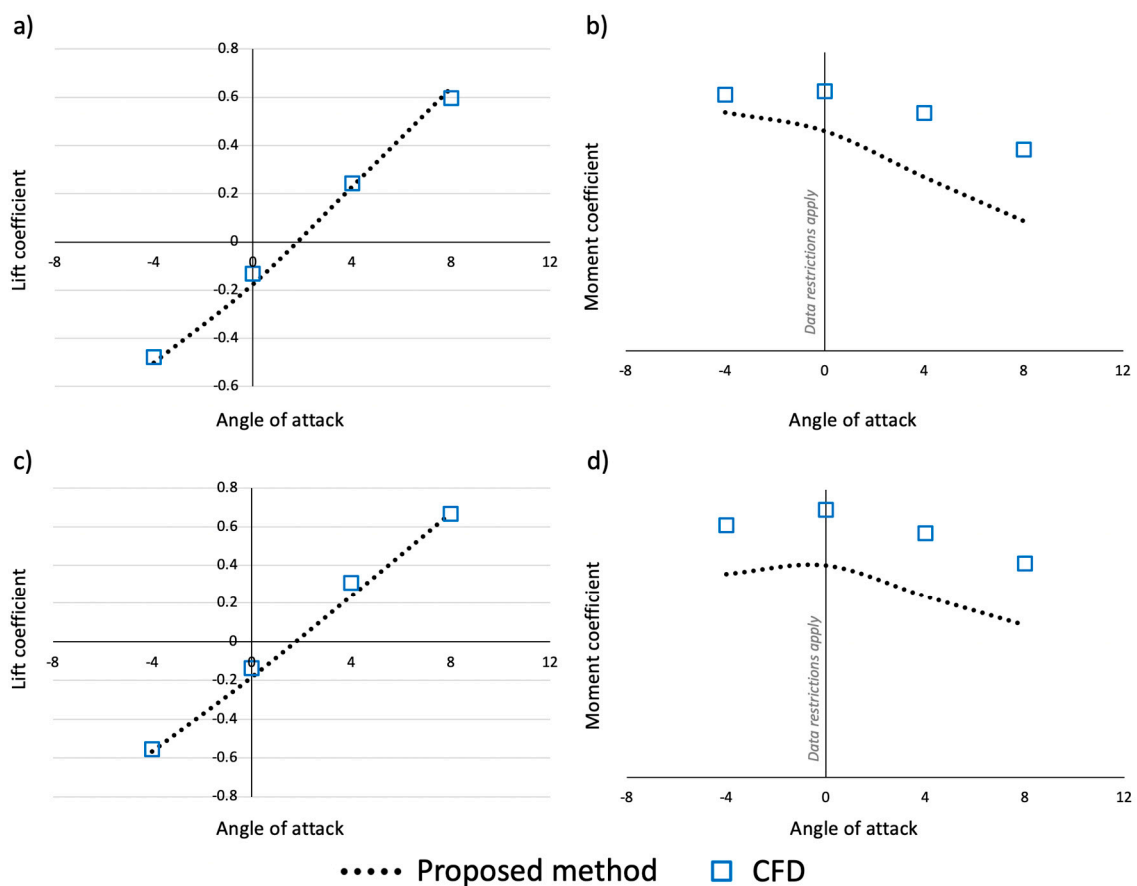 a)
0.8
0.6
0.4
0.2
0
-8
-4
0
4
8
12
-0.2
-0.4
-0.6
Lift coefficient
Angle of attack
b)
Moment coefficient
Data restrictions apply
-8
-4
0
4
8
12
Angle of attack
c)
0.8
0.6
0.4
0.2
0
-8
-4
0
4
8
12
-0.2
-0.4
-0.6
-0.8
Lift coefficient
Angle of attack
d)
Moment coefficient
Data restrictions apply
-8
-4
0
4
8
12
Angle of attack
Proposed method
CFD